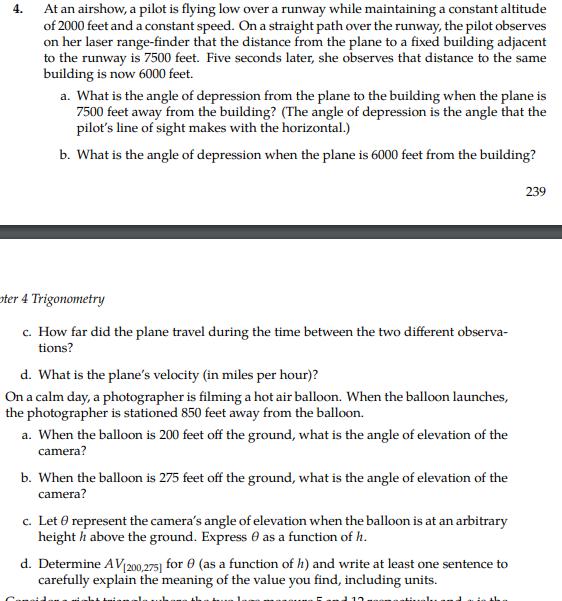 4. At an airshow, a pilot is flying low over a runway while maintaining a constant altitude
of 2000 feet and a constant speed. On a straight path over the runway, the pilot observes
on her laser range-finder that the distance from the plane to a fixed building adjacent
to the runway is 7500 feet. Five seconds later, she observes that distance to the same
building is now 6000 feet.
a. What is the angle of depression from the plane to the building when the plane is
7500 feet away from the building? (The angle of depression is the angle that the
pilot's line of sight makes with the horizontal.)
b. What is the angle of depression when the plane is 6000 feet from the building?
239
pter 4 Trigonometry
c. How far did the plane travel during the time between the two different observa-
tions?
d. What is the plane's velocity (in miles per hour)?
On a calm day, a photographer is filming a hot air balloon. When the balloon launches,
the photographer is stationed 850 feet away from the balloon.
a. When the balloon is 200 feet off the ground, what is the angle of elevation of the
camera?
b. When the balloon is 275 feet off the ground, what is the angle of elevation of the
camera?
c. Let θ represent the camera's angle of elevation when the balloon is at an arbitrary
height h above the ground. Express θ as a function of h.
d. Determine AV[200,275] for θ (as a function of h) and write at least one sentence to
carefully explain the meaning of the value you find, including units.